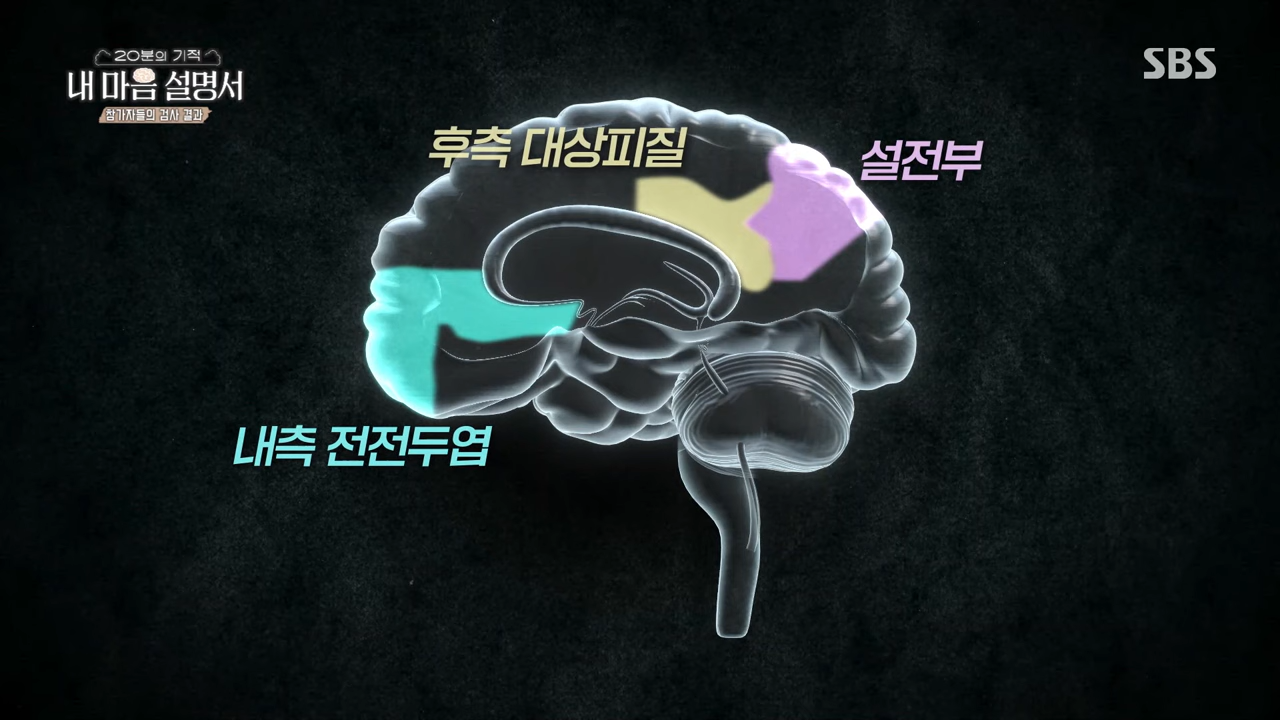 20분의 기적
내 마음 설명서
참가자들의 검사 결과
SBS
후측 대상피질
설전부
내측 전전두엽